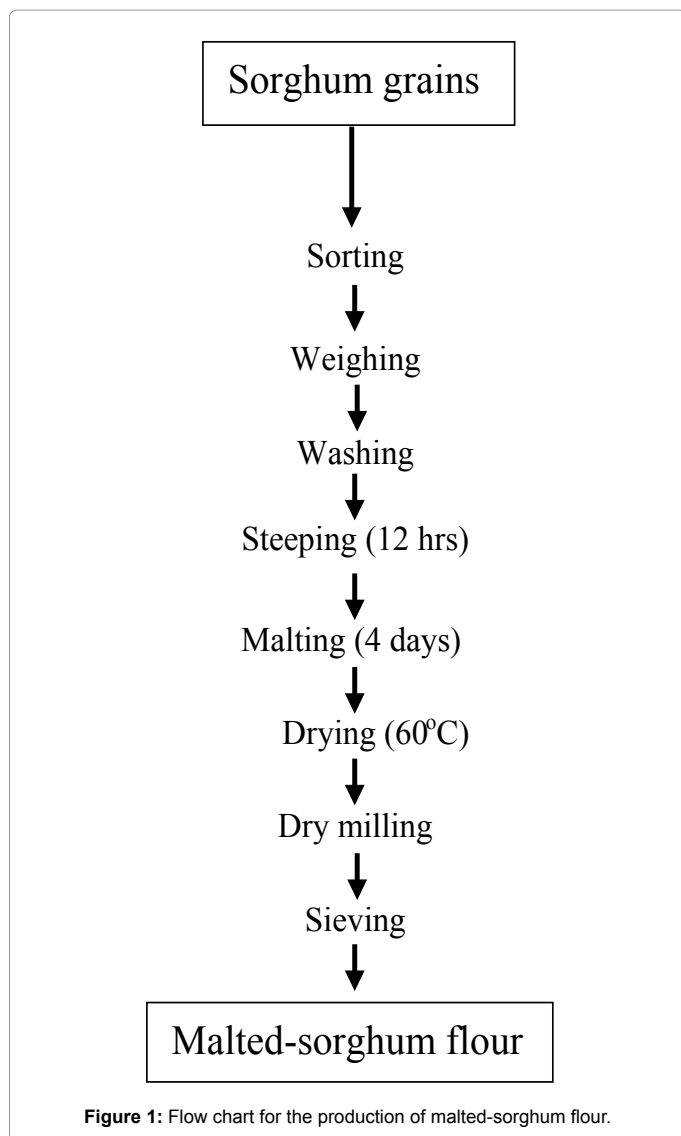 Sorghum grains
Sorting
Weighing
Washing
Steeping (12 hrs)
Malting (4 days)
Drying (60°C)
Dry milling
Sieving
Malted-sorghum flour
Figure 1: Flow chart for the production of malted-sorghum flour.